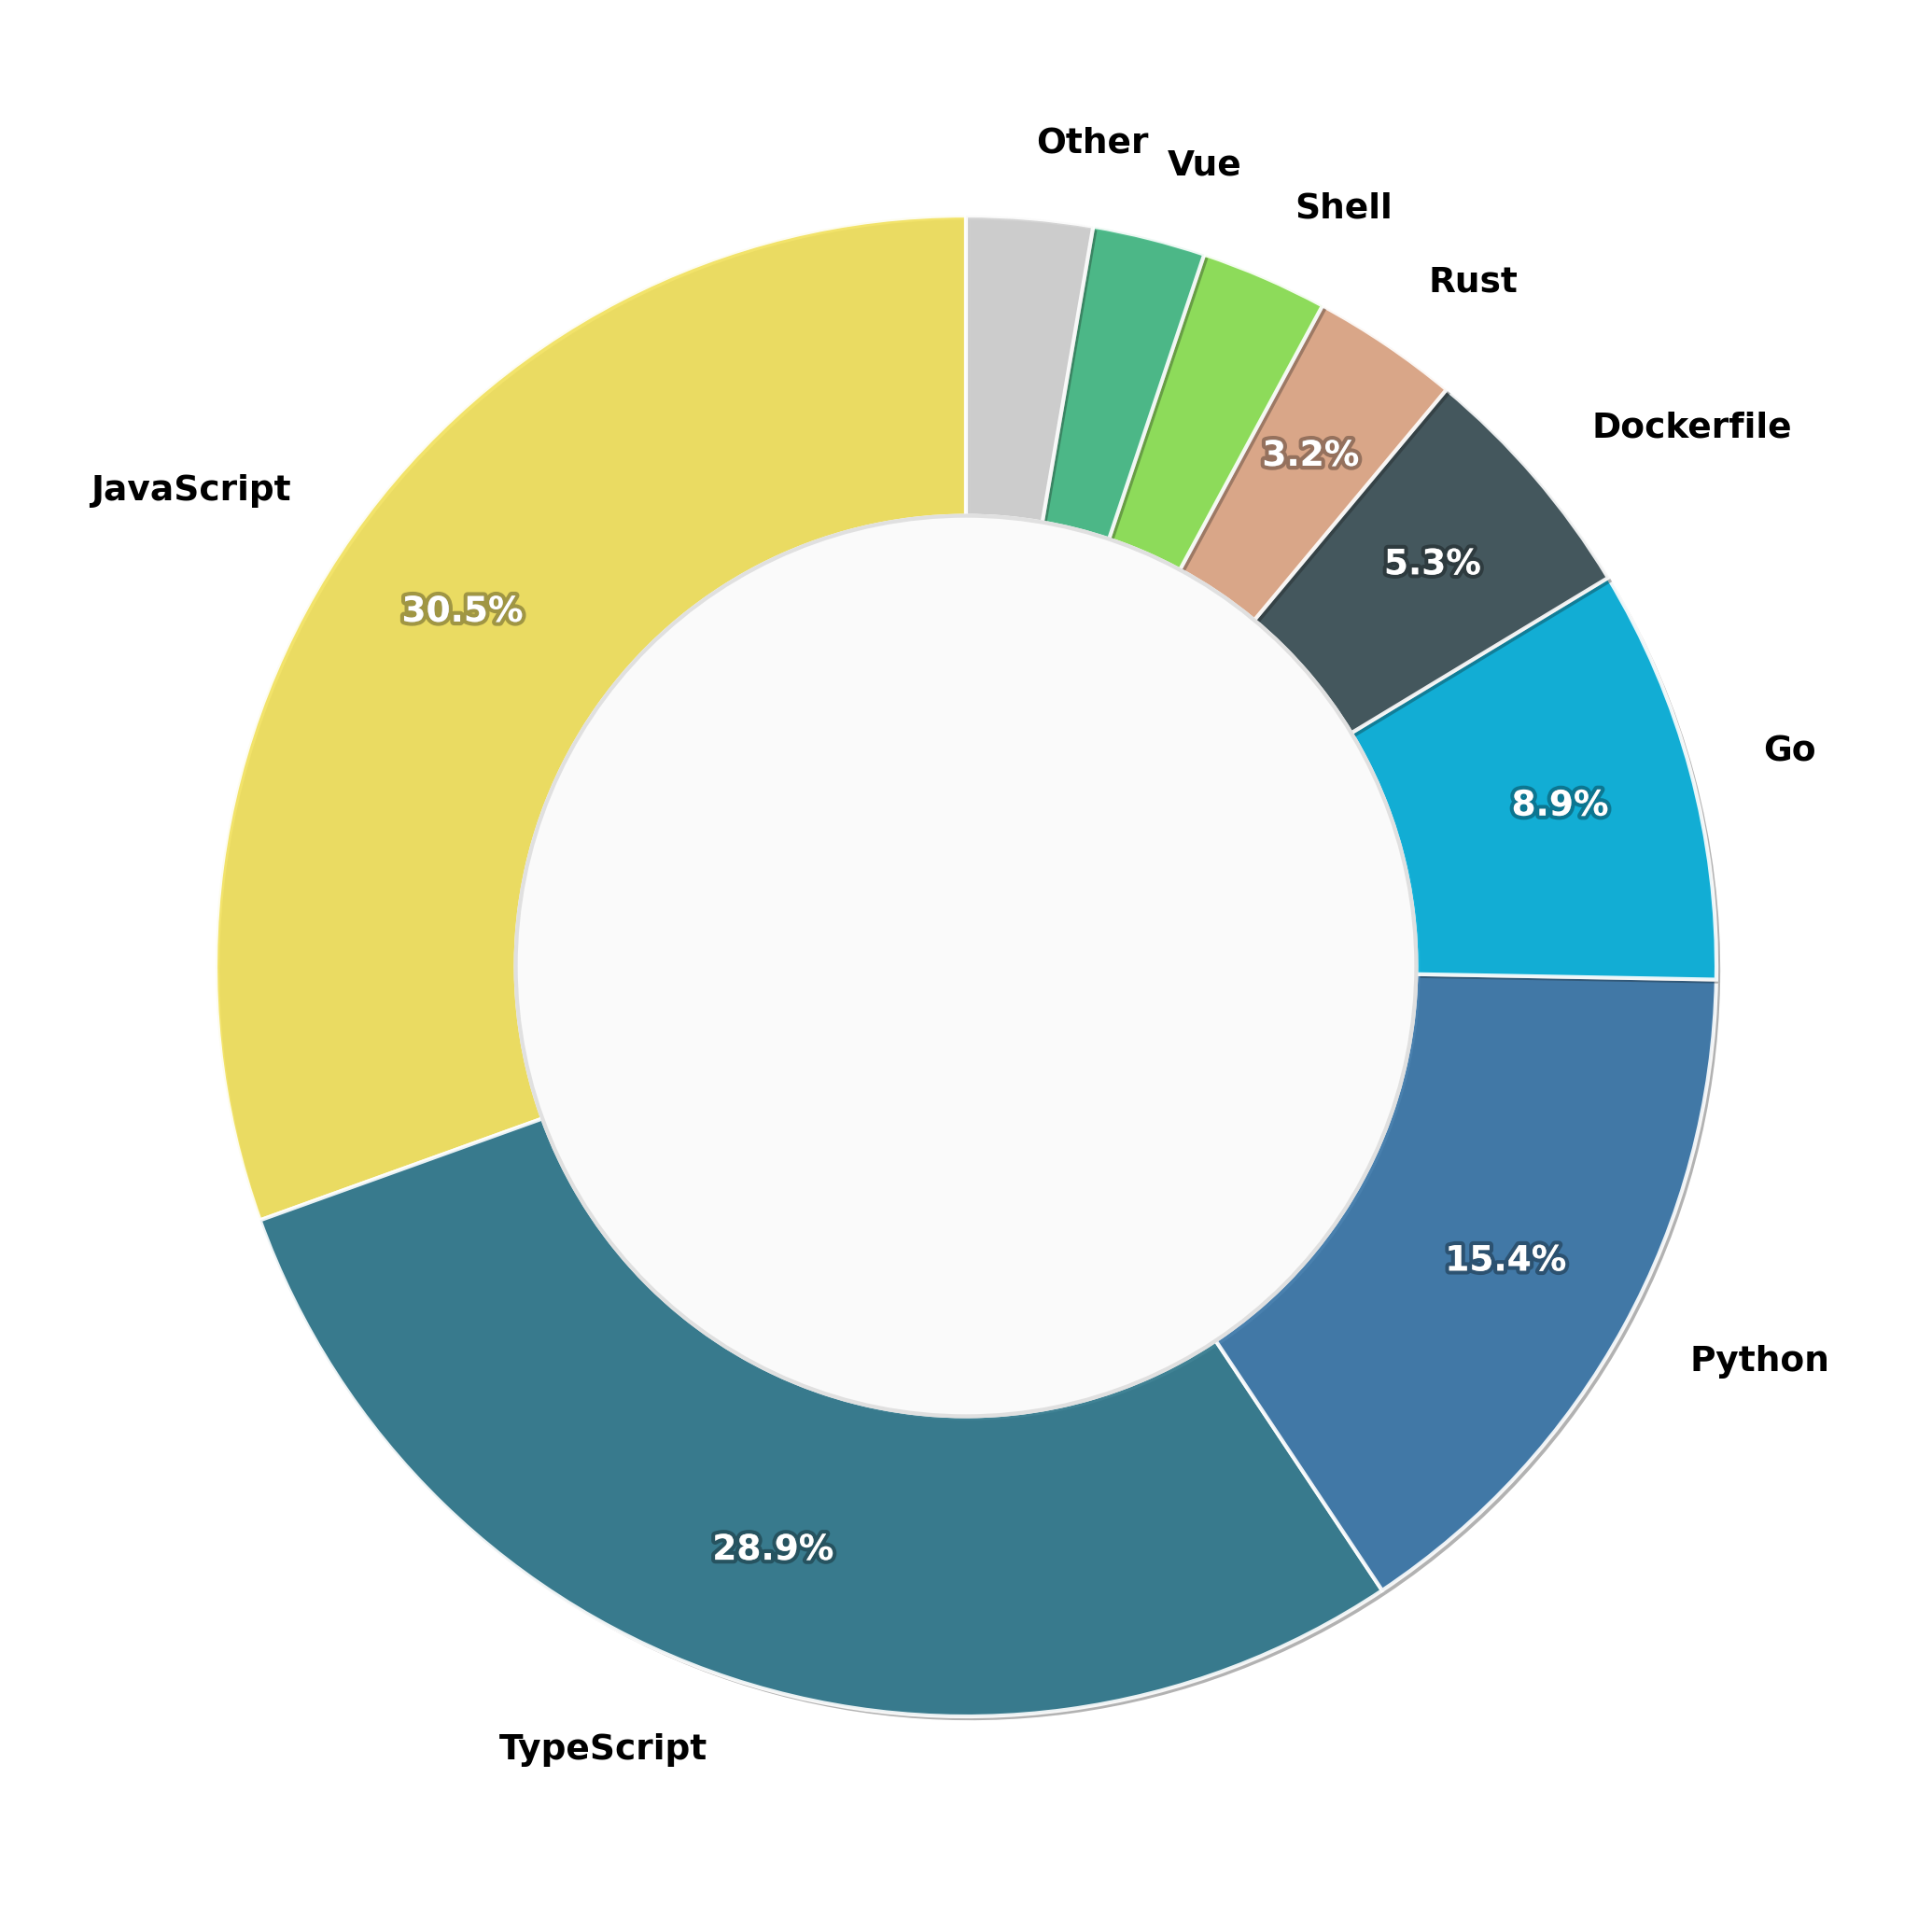 Other
Vue
Shell
Rust
Dockerfile
JavaScript
3.2%
5.3%
30.5%
Go
8.9%
15.4%
Python
28.9%
TypeScript